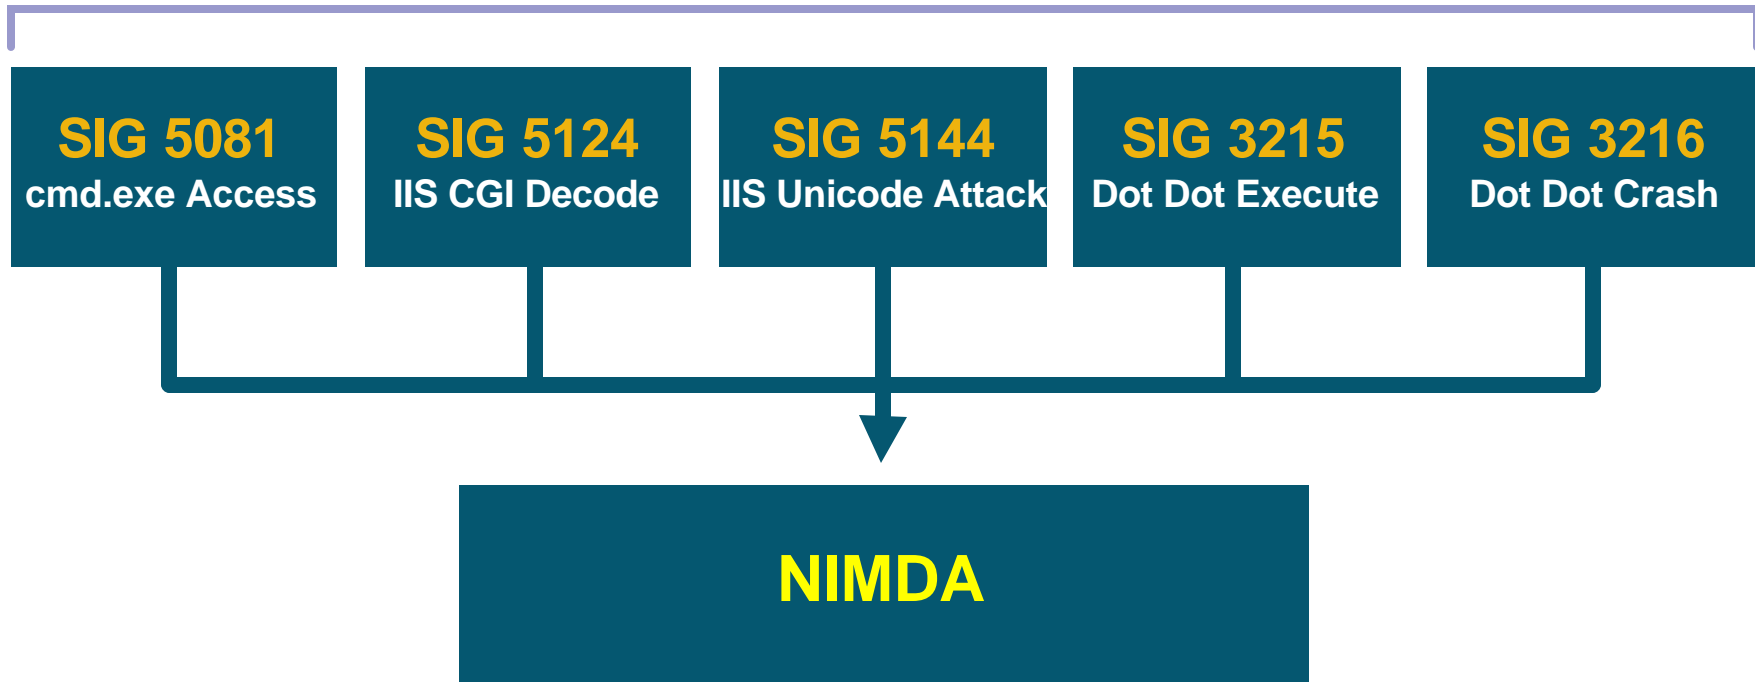 SIG 5081
cmd.exe Access
SIG 5124
IIS CGI Decode
SIG 5144
IIS Unicode Attack
SIG 3215
Dot Dot Execute
SIG 3216
Dot Dot Crash
NIMDA